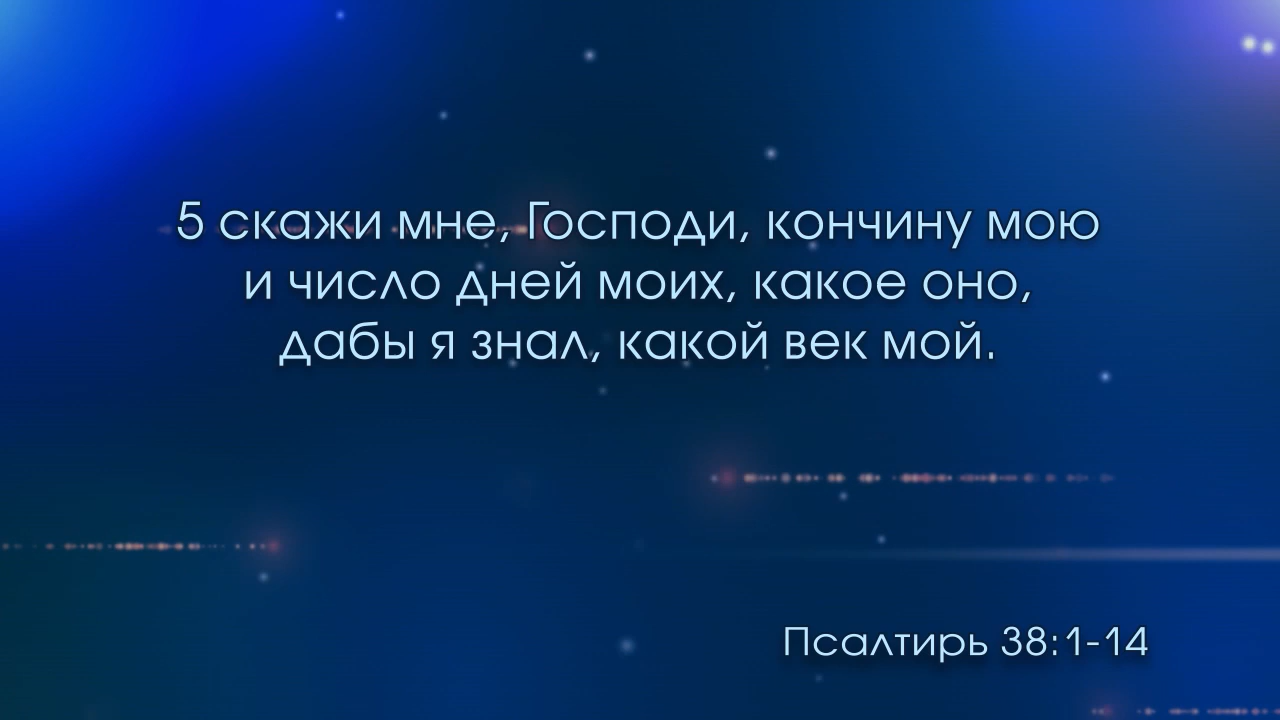 5 скажи мне, Господи, кончину мою
и число дней моих, какое оно,
дабы я знал, какой век мой.
Псалтирь 38:1-14